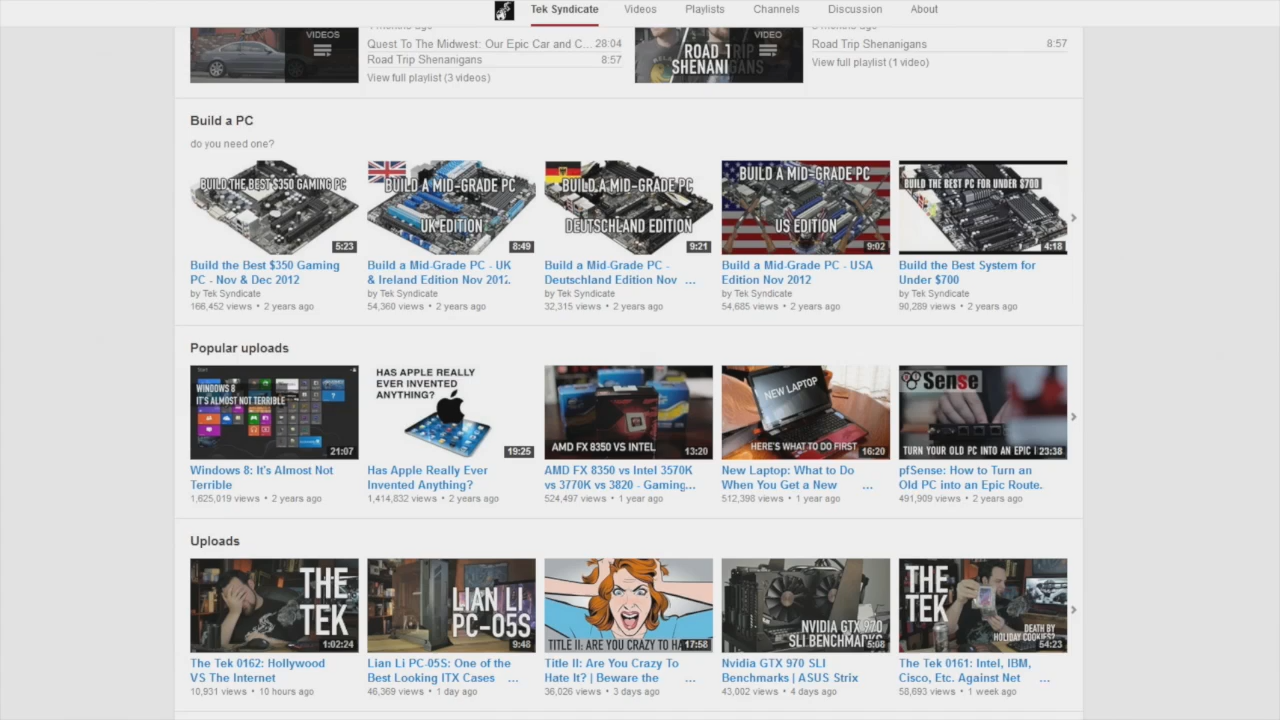 Tek Syndicate Videos Playlists Channels Discussion About
VIDEOS
Quest To The Midwest: Our Epic Car and C... 28:04
Road Trip Shenanigans 8:57
View full playlist (3 videos)
VIDEO
ROAD TRIP
SHENANIGANS
Road Trip Shenanigans 8:57
View full playlist (1 video)
Build a PC
do you need one?
BUILD THE BEST $350 GAMING PC
5:23
BUILD A MID-GRADE PC
UK EDITION
8:49
BUILD A MID-GRADE PC
DEUTSCHLAND EDITION
9:21
BUILD A MID-GRADE PC
US EDITION
9:02
BUILD THE BEST PC FOR UNDER $700
4:18
Build the Best $350 Gaming
PC - Nov & Dec 2012
by Tek Syndicate
166,452 views • 2 years ago
Build a Mid-Grade PC - UK
& Ireland Edition Nov 2012.
by Tek Syndicate
54,360 views • 2 years ago
Build a Mid-Grade PC -
Deutschland Edition Nov ...
by Tek Syndicate
32,315 views • 2 years ago
Build a Mid-Grade PC - USA
Edition Nov 2012
by Tek Syndicate
54,685 views • 2 years ago
Build the Best System for
Under $700
by Tek Syndicate
90,289 views • 2 years ago
Popular uploads
Start
WINDOWS 8
IT'S ALMOST NOT TERRIBLE
21:07
HAS APPLE REALLY
EVER INVENTED
ANYTHING?
19:25
AMD FX 8350 VS INTEL
13:20
NEW LAPTOP
HERE'S WHAT TO DO FIRST
16:20
Sense
TURN YOUR OLD PC INTO AN EPIC
23:38
Windows 8: It's Almost Not
Terrible
1,625,019 views • 2 years ago
Has Apple Really Ever
Invented Anything?
1,414,832 views • 2 years ago
AMD FX 8350 vs Intel 3570K
vs 3770K vs 3820 - Gaming...
524,497 views • 1 year ago
New Laptop: What to Do
When You Get a New ...
512,398 views • 1 year ago
pfSense: How to Turn an
Old PC into an Epic Route.
491,909 views • 2 years ago
Uploads
THE
TEK
1:02:24
LIAN LI
PC-05S
9:48
TITLE II: ARE YOU CRAZY TO HA
17:58
NVIDIA GTX 970
SLI BENCHMARKS
5:08
THE
TEK
DEATH BY
HOLIDAY COOKIES?
54:23
The Tek 0162: Hollywood
VS The Internet
10,931 views • 10 hours ago
Lian Li PC-05S: One of the
Best Looking ITX Cases ...
46,369 views • 1 day ago
Title II: Are You Crazy To
Hate It? | Beware the ...
36,026 views • 3 days ago
Nvidia GTX 970 SLI
Benchmarks | ASUS Strix
43,002 views • 4 days ago
The Tek 0161: Intel, IBM,
Cisco, Etc. Against Net ...
58,693 views • 1 week ago